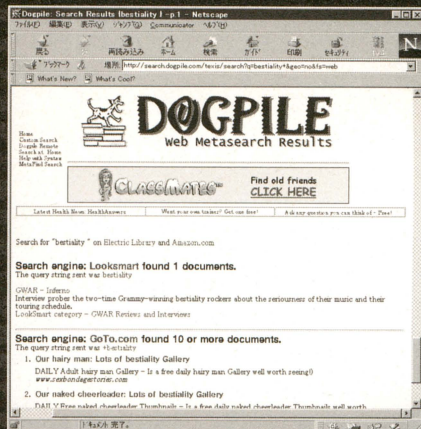 Dogpile: Search Results Bestiality 1 -p.1 - Netscape
ファイル(F) 編集(E) 表示(V) ジャンプ(G) Communicator ヘルプ(H)
戻る 再読み込み ホーム 検索 ガイド 印刷 セキュリティ
N
ブックマーク 場所: http://search.dogpile.com/texis/search?q=bestiality+&geo=no&fs=web
What's New? What's Cool?
DOGPILE
Web Metasearch Results
Home
Custom Search
Dogpile Remote
Search at Home
Help with Syntax
MetaFind Search
CLASSMATES
Find old friends
CLICK HERE
Latest Health News: HealthAnswers
Want your own trainer? Get one here!
Ask any question you can think of - Free!
Search for "bertiality " on Electric Library and Amazon.com
Search engine: Looksmart found 1 documents.
The query string sent was bestiality
GWAR - Inferno
Interview probes the two-time Grammy-winning bestiality rockers about the seriousness of their music and their
touring schedule.
LookSmart category - GWAR Reviews and Interviews
Search engine: GoTo.com found 10 or more documents.
The query string sent was +bestiality
1. Our hairy man: Lots of bestiality Gallery
DAILY Adult hairy man Gallery - Is a free daily hairy man Gallery well worth seeing!)
www.sexbondagestories.com
2. Our naked cheerleader: Lots of bestiality Gallery
DAILY Free naked cheerleader Thumbnails - Is a free daily naked cheerleader Thumbnails well worth
ドキュメント: 完了。